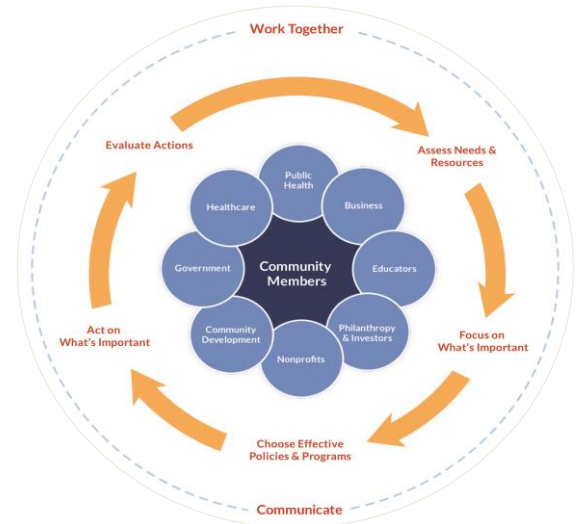 Work Together
Evaluate Actions
Assess Needs &
Resources
Public
Health
Healthcare
Business
Government
Community
Members
Educators
Act on
What's Important
Community
Development
Philanthropy
& Investors
Focus on
What's Important
Nonprofits
Choose Effective
Policies & Programs
Communicate